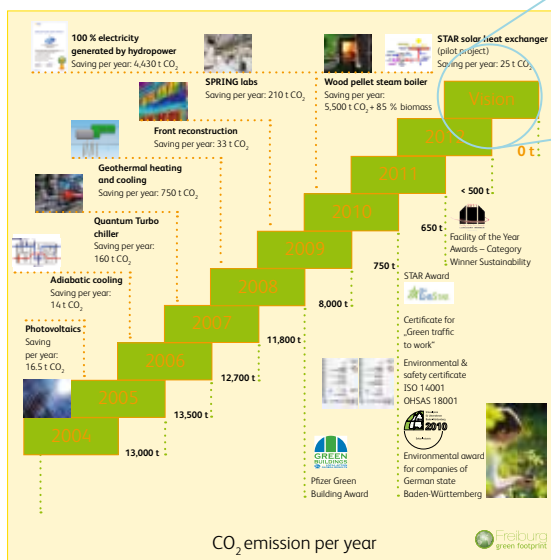 100 % electricity
generated by hydropower
Saving per year: 4,430 t CO₂
STAR solar heat exchanger
(pilot project)
Saving per year: 25 t CO₂
SPRING labs
Saving per year: 210 t CO₂
Wood pellet steam boiler
Saving per year:
5,500 t CO₂ + 85 % biomass
Vision
Front reconstruction
Saving per year: 33 t CO₂
2012
0 t
Geothermal heating
and cooling
Saving per year: 750 t CO₂
2011
< 500 t
Quantum Turbo
chiller
Saving per year:
160 t CO₂
2010
650 t
Facility of the Year
Awards – Category
Winner Sustainability
2009
750 t
Adiabatic cooling
Saving per year:
14 t CO₂
2008
8,000 t
STAR Award
Photovoltaics
Saving
per year:
16.5 t CO₂
2007
11,800 t
Certificate for
„Green traffic
to work“
2006
12,700 t
Environmental &
safety certificate
ISO 14001
OHSAS 18001
2005
13,500 t
2004
13,000 t
2010
GREEN
BUILDINGS
Pfizer Green
Building Award
Environmental award
for companies of
German state
Baden-Württemberg
CO₂ emission per year
Freiburg
green footprint